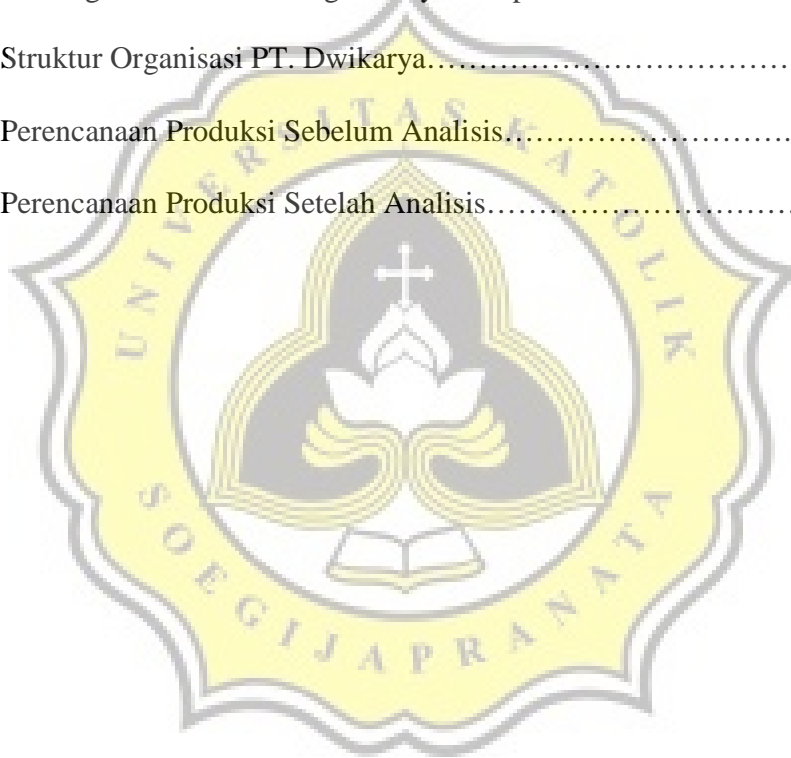 Struktur Organisasi PT. Dwikarya……………………………
Perencanaan Produksi Sebelum Analisis……………………….
Perencanaan Produksi Setelah Analisis…………………………
UNIVERSITAS KATOLIK
SOEGIJAPRANATA